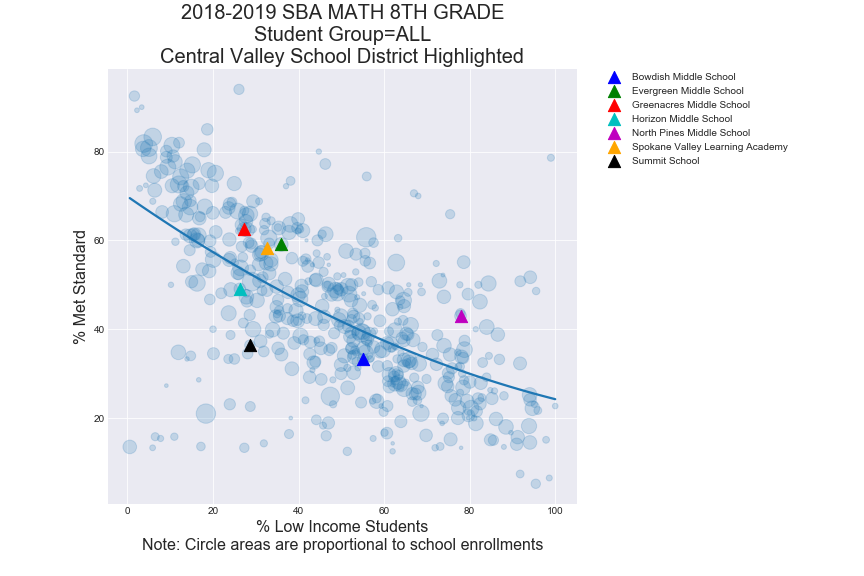 2018-2019 SBA MATH 8TH GRADE
Student Group=ALL
Central Valley School District Highlighted
Bowdish Middle School
Evergreen Middle School
Greenacres Middle School
Horizon Middle School
North Pines Middle School
Spokane Valley Learning Academy
Summit School
% Met Standard
80
60
40
20
0 20 40 60 80 100
% Low Income Students
Note: Circle areas are proportional to school enrollments